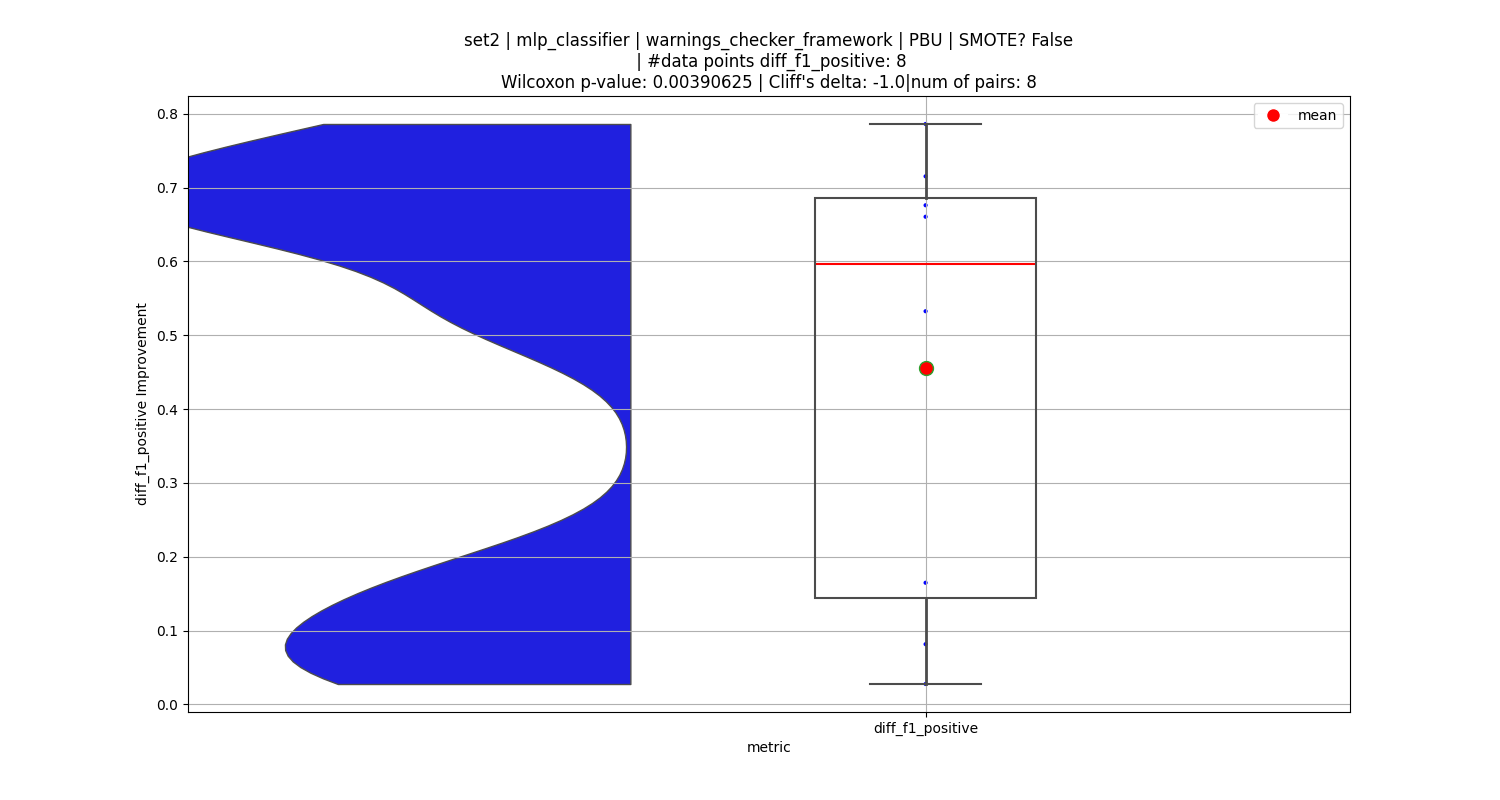 set2 | mlp_classifier | warnings_checker_framework | PBU | SMOTE? False
| #data points diff_f1_positive: 8
Wilcoxon p-value: 0.00390625 | Cliff's delta: -1.0|num of pairs: 8
mean
0.8
0.7
0.6
0.5
0.4
0.3
0.2
0.1
0.0
diff_f1_positive Improvement
diff_f1_positive
metric